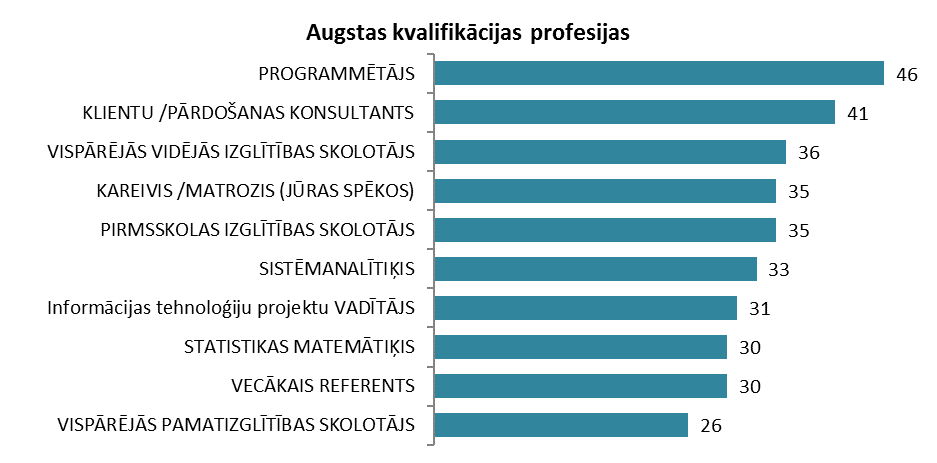 Augstas kvalifikācijas profesijas
PROGRAMMĒTĀJS 46
KLIENTU /PĀRDOŠANAS KONSULTANTS 41
VISPĀRĒJĀS VIDĒJĀS IZGLĪTĪBAS SKOLOTĀJS 36
KAREIVIS /MATROZIS (JŪRAS SPĒKOS) 35
PIRMSSKOLAS IZGLĪTĪBAS SKOLOTĀJS 35
SISTĒMANALĪTIĶIS 33
Informācijas tehnoloģiju projektu VADĪTĀJS 31
STATISTIKAS MATEMĀTIĶIS 30
VECĀKAIS REFERENTS 30
VISPĀRĒJĀS PAMATIZGLĪTĪBAS SKOLOTĀJS 26